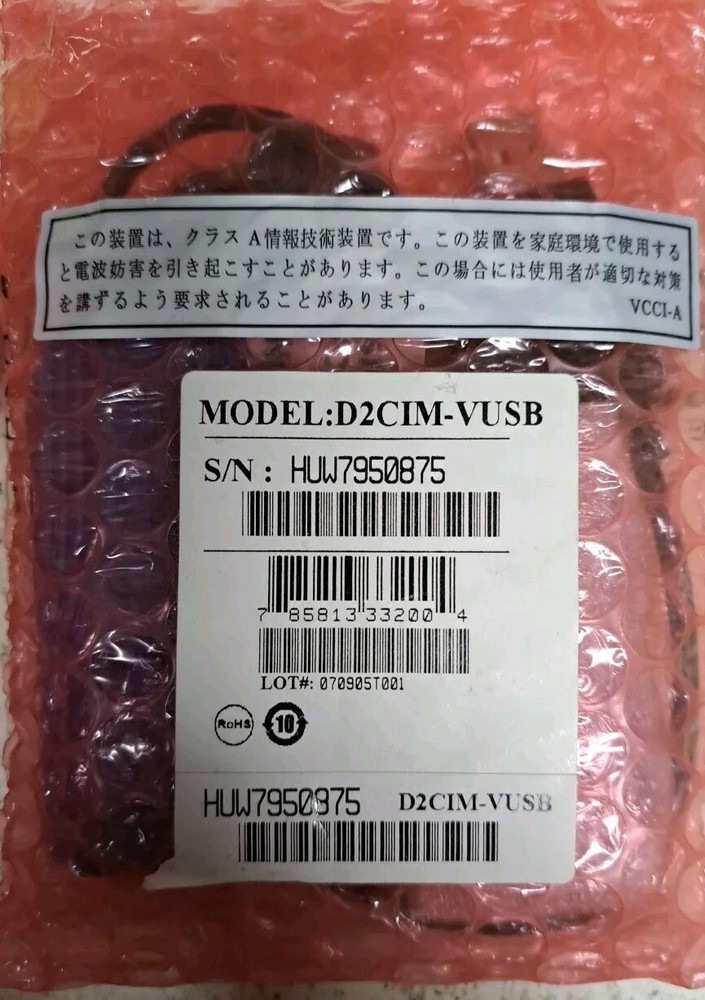 この装置は、クラス A情報技術装置です。この装置を家庭環境で使用する
と電波妨害を引き起こすことがあります。この場合には使用者が適切な対策
を講ずるよう要求されることがあります。
VCCI-A
MODEL:D2CIM-VUSB
S/N : HUW7950875
7 85813 33200 4
LOT#: 070905T001
RoHS
10
HUW7950875 D2CIM-VUSB